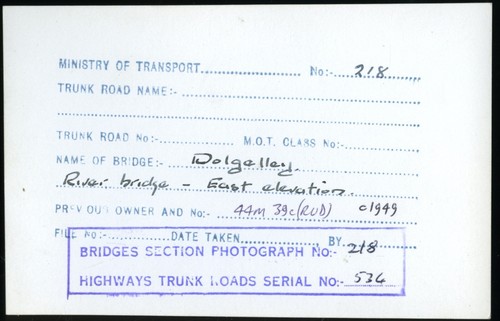 MINISTRY OF TRANSPORT No:- 218
TRUNK ROAD NAME:-
TRUNK ROAD No:- M.O.T. CLASS No:-
NAME OF BRIDGE:- Dolgelley.
River bridge - East elevation.
PREVIOUS OWNER AND No:- 44M 39c (RUD) c1949
FILE No:- DATE TAKEN BY
BRIDGES SECTION PHOTOGRAPH No:- 218
HIGHWAYS TRUNK ROADS SERIAL No:- 534